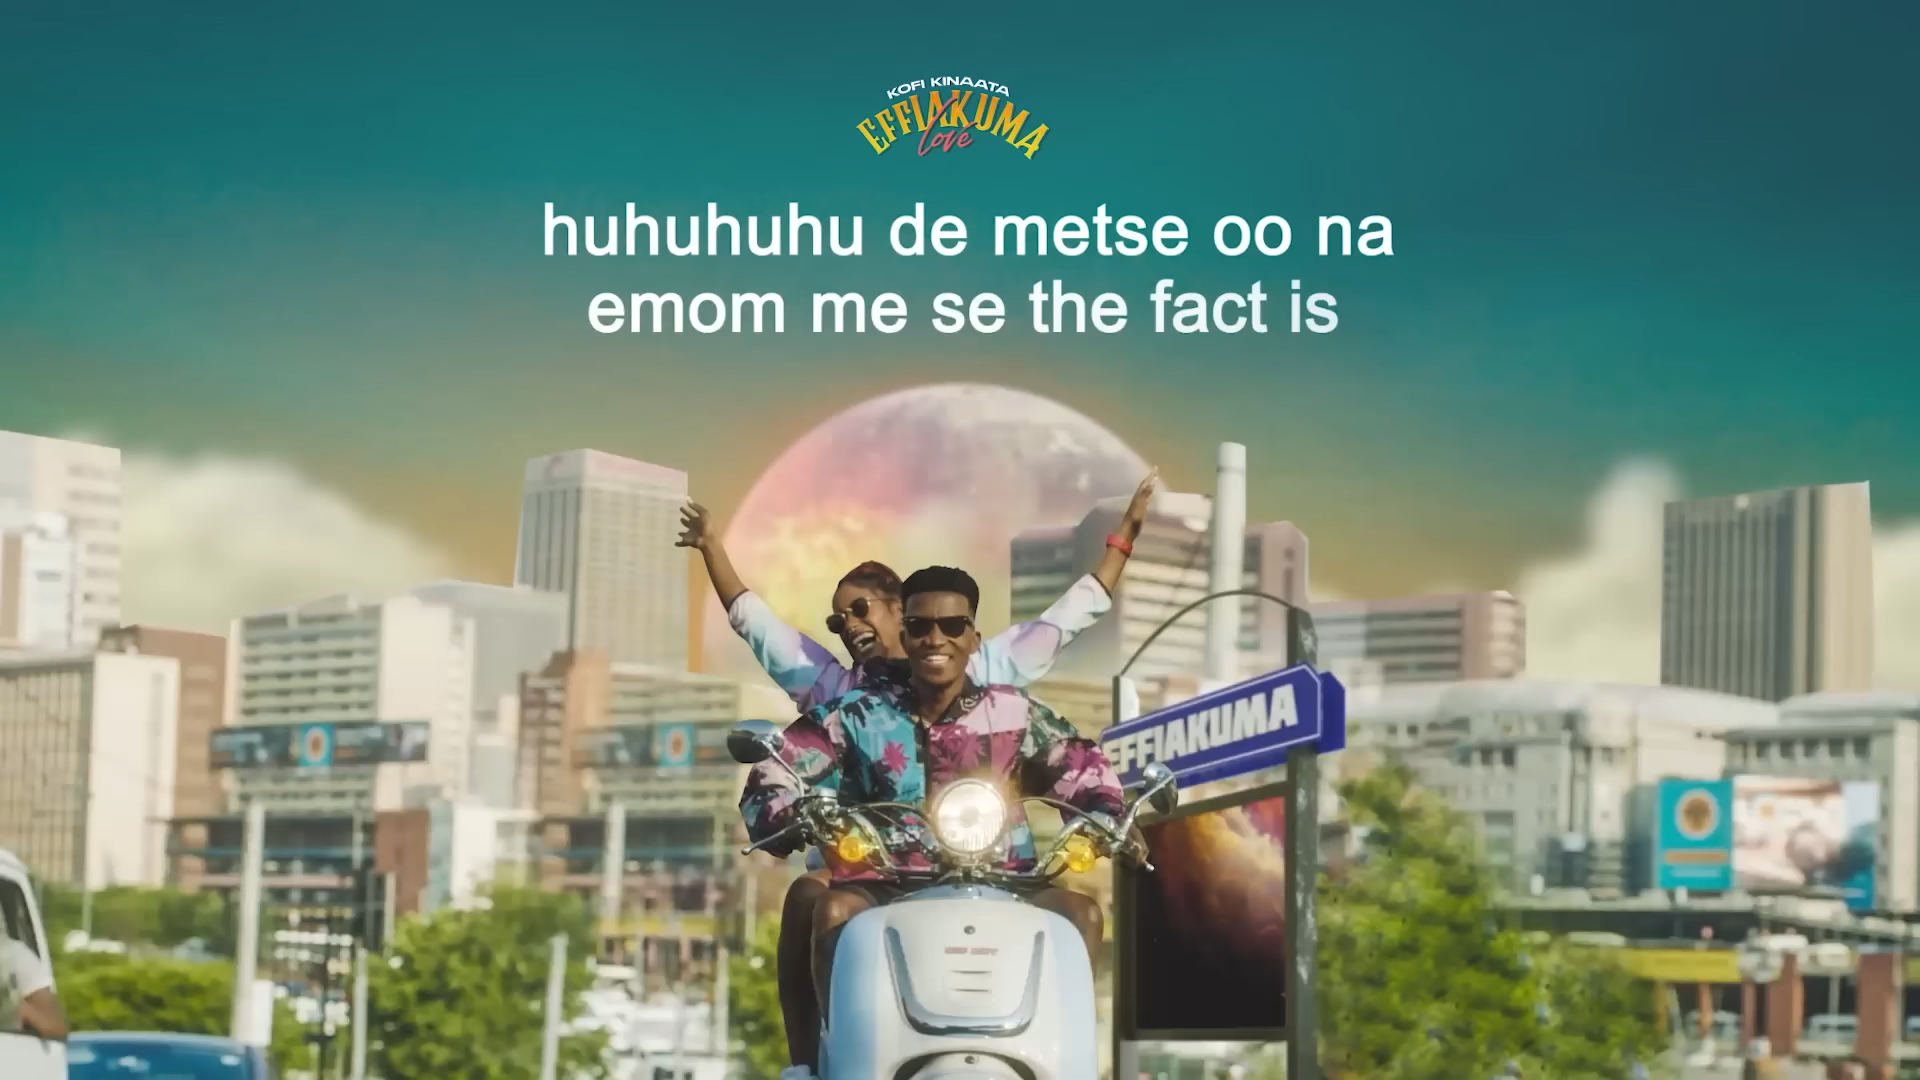 KOFI KINAATA
EFFIAKUMA
love
huhuhuhu de metse oo na
emom me se the fact is
EFFIAKUMA